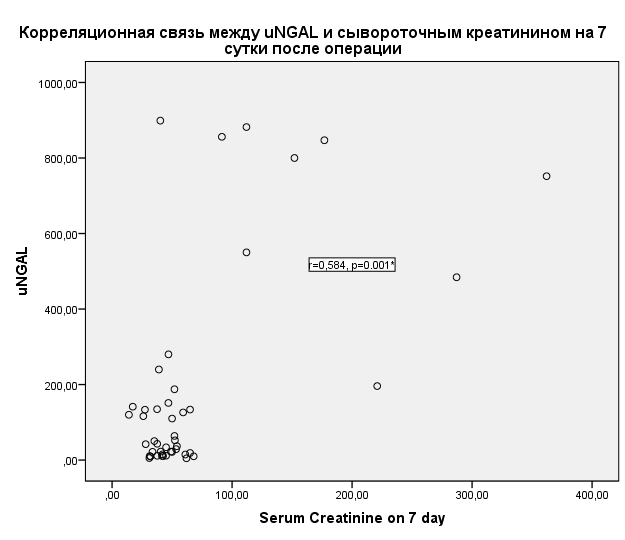 Корреляционная связь между uNGAL и сывороточным креатинином на 7
сутки после операции
1000,00
800,00
600,00
400,00
200,00
,00
uNGAL
r=0,584, p=0.001*
,00
100,00
200,00
300,00
400,00
Serum Creatinine on 7 day